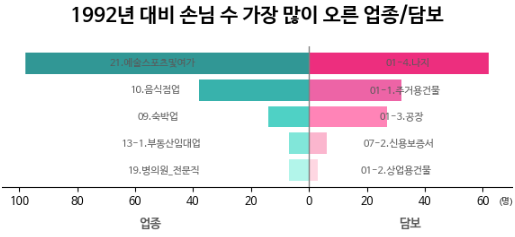 1992년 대비 손님 수 가장 많이 오른 업종/담보
21.예술스포츠및여가 01-4.나지
10.음식점업 01-1.주거용건물
09.숙박업 01-3.공장
13-1.부동산임대업 07-2.신용보증서
19.병의원_전문직 01-2.상업용건물
100 80 60 40 20 0 20 40 60 (명)
업종 담보